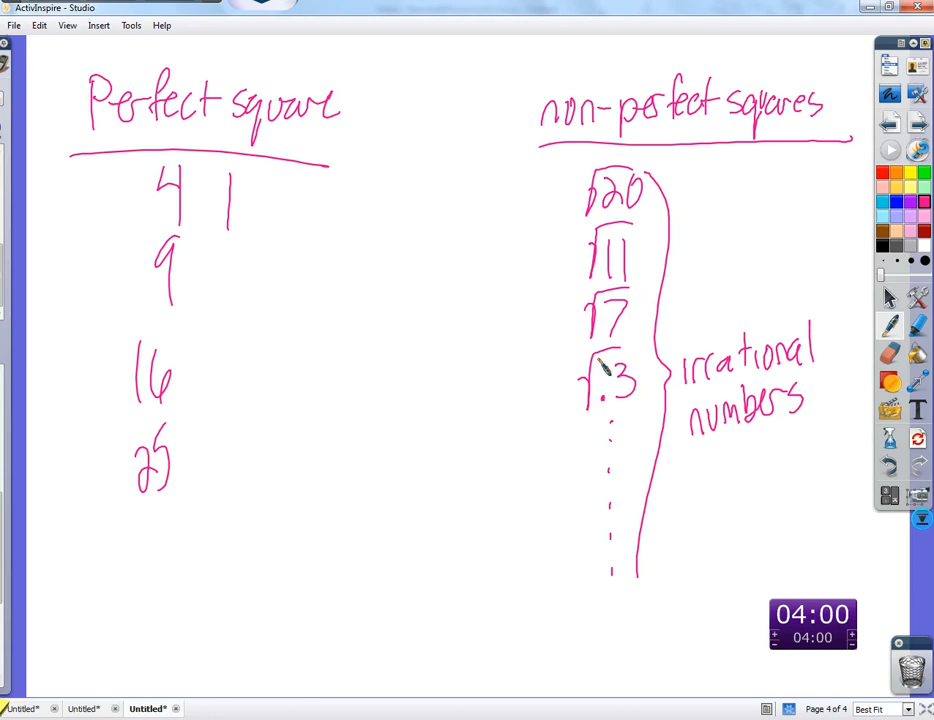 ActivInspire - Studio
File Edit View Insert Tools Help
Perfect square
4 1
9
16
25
non-perfect squares
√20
√11
√7
√.3
irrational
numbers
04:00
04:00
Untitled* Untitled* Untitled*
Page 4 of 4 Best Fit